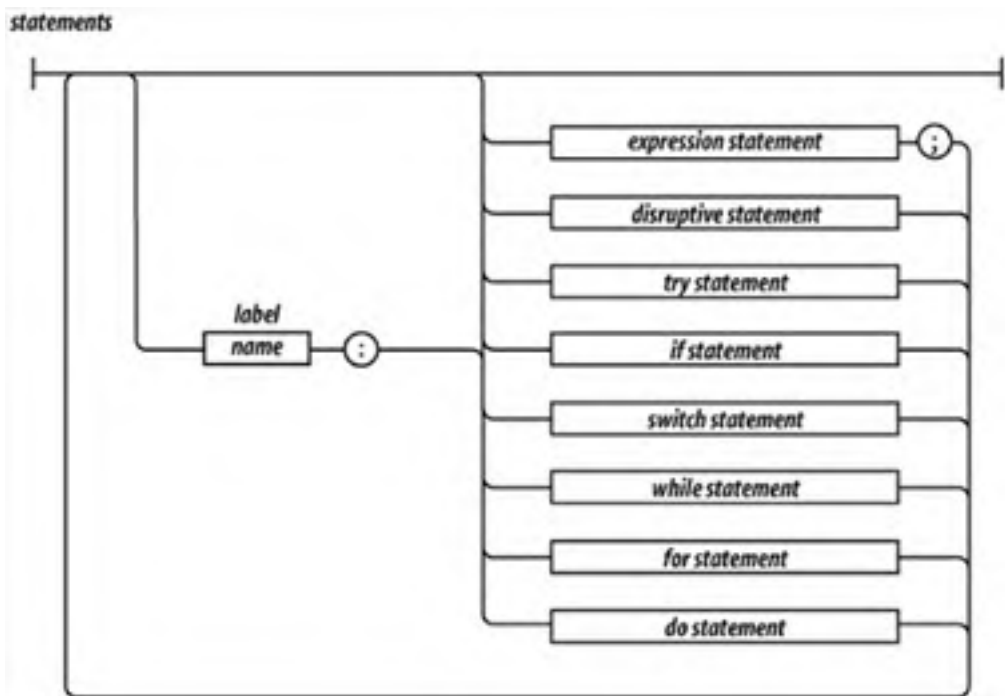 statements
expression statement
;
disruptive statement
try statement
label
name
:
if statement
switch statement
while statement
for statement
do statement